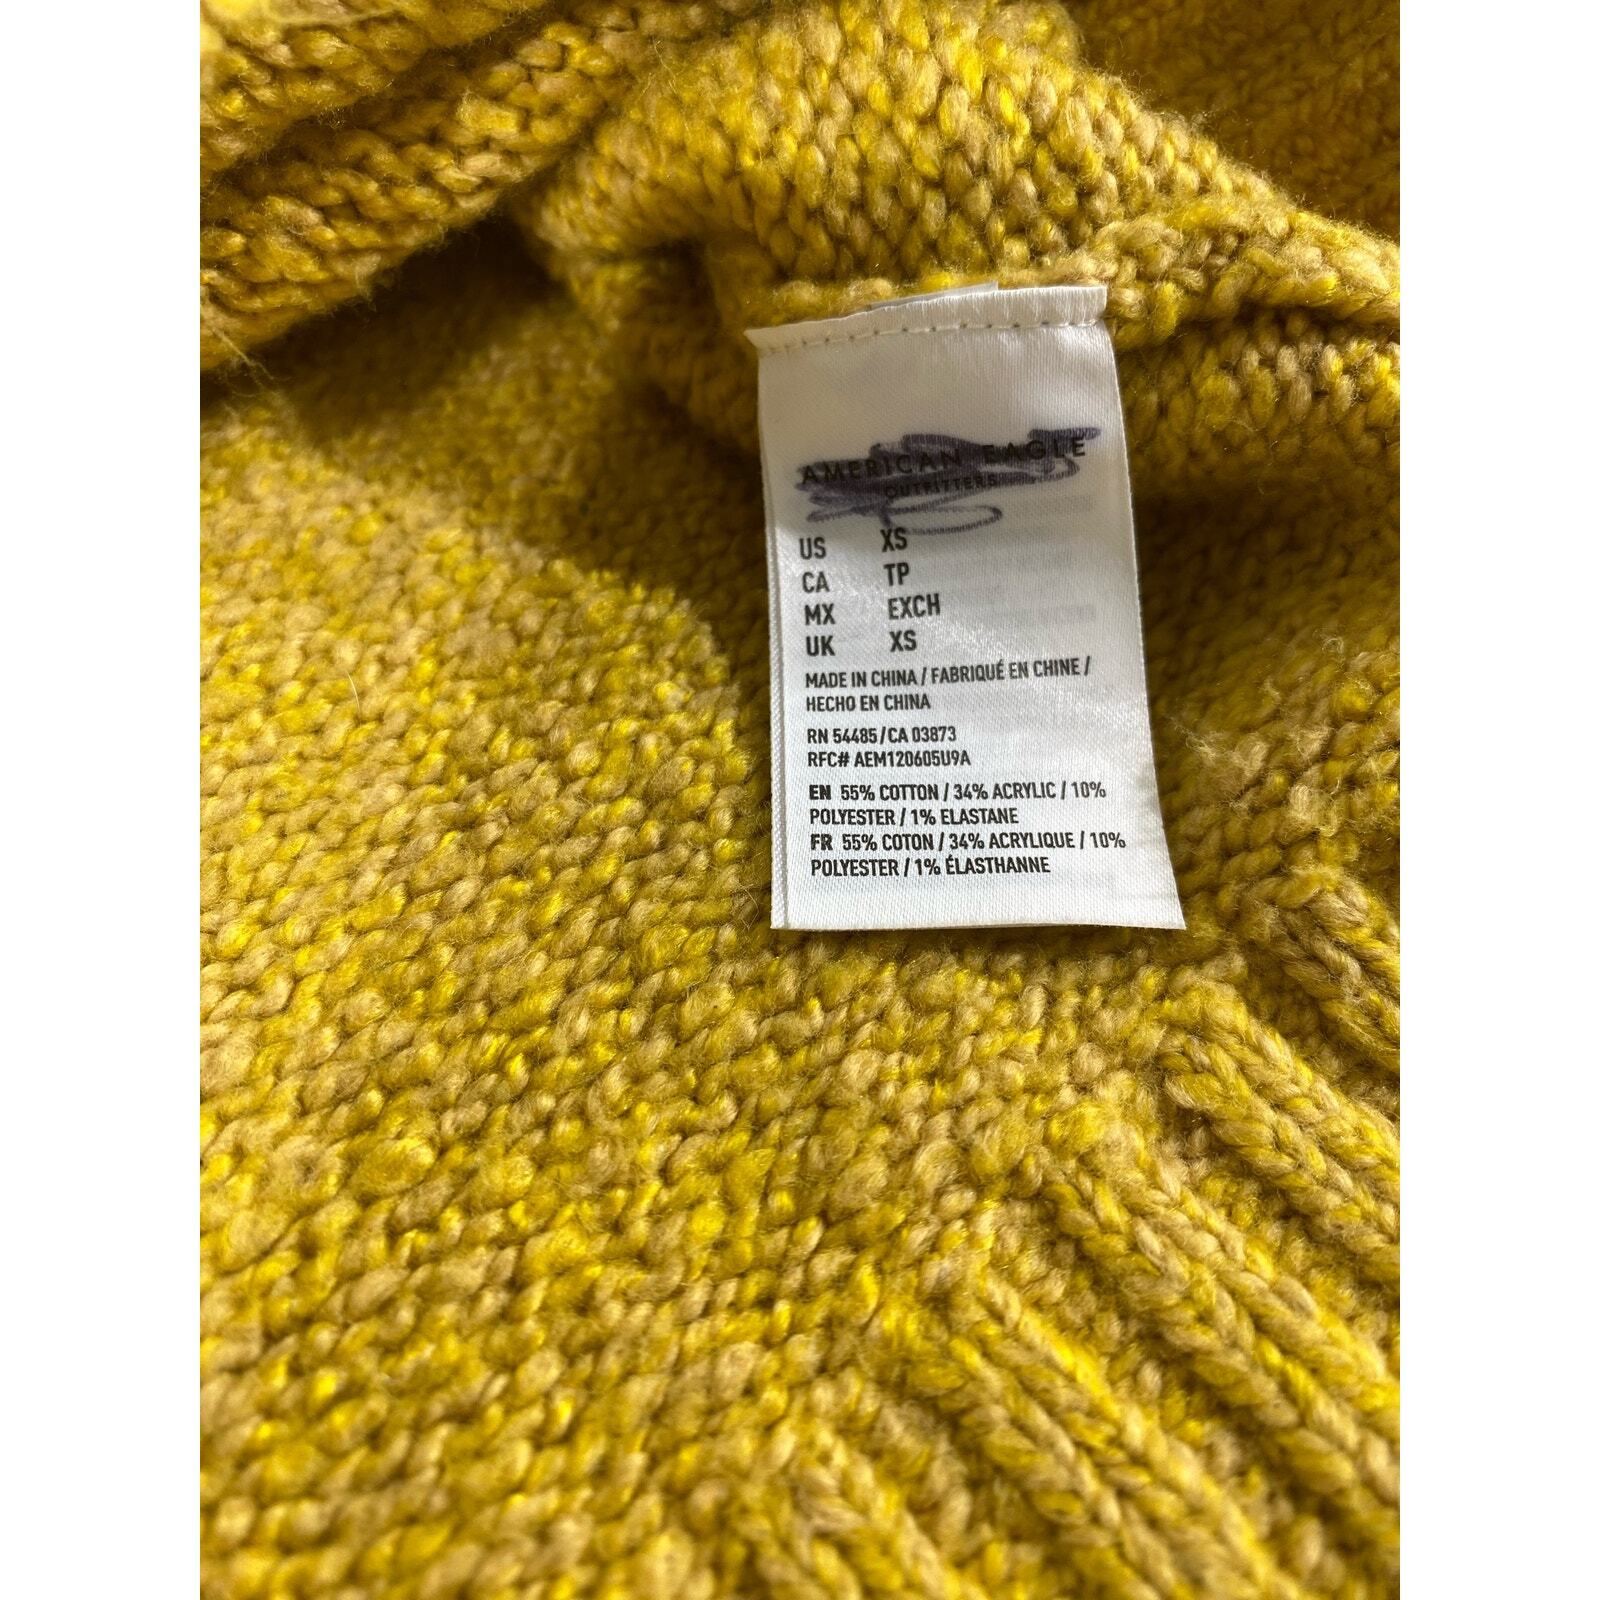 AMERICAN EAGLE
OUTFITTERS
US XS
CA TP
MX EXCH
UK XS
MADE IN CHINA / FABRIQUÉ EN CHINE /
HECHO EN CHINA
RN 54485/CA 03873
RFC# AEM120605U9A
EN 55% COTTON / 34% ACRYLIC / 10%
POLYESTER / 1% ELASTANE
FR 55% COTON / 34% ACRYLIQUE / 10%
POLYESTER / 1% ÉLASTHANNE